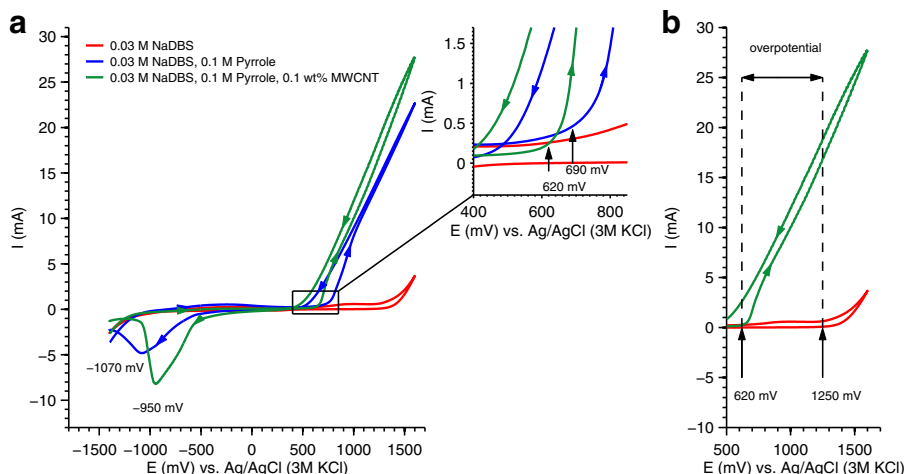 a
0.03 M NaDBS
0.03 M NaDBS, 0.1 M Pyrrole
0.03 M NaDBS, 0.1 M Pyrrole, 0.1 wt% MWCNT
30
25
20
15
10
5
0
−5
−10
I (mA)
−1070 mV
−950 mV
−1500 −1000 −500 0 500 1000 1500
E (mV) vs. Ag/AgCl (3M KCl)
1.5
1
0.5
0
I (mA)
690 mV
620 mV
400 600 800
E (mV) vs. Ag/AgCl (3M KCl)
b
overpotential
30
25
20
15
10
5
0
−5
−10
I (mA)
620 mV 1250 mV
500 1000 1500
E (mV) vs. Ag/AgCl (3M KCl)